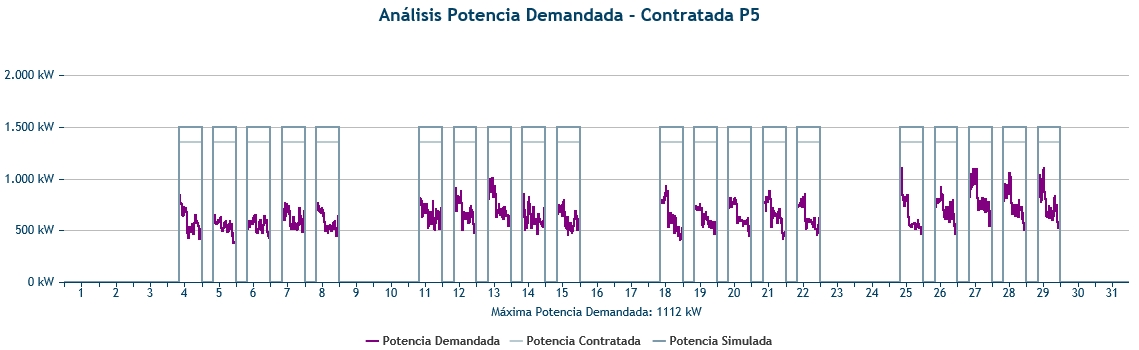 Análisis Potencia Demandada - Contratada P5
2.000 kW
1.500 kW
1.000 kW
500 kW
0 kW
1 2 3 4 5 6 7 8 9 10 11 12 13 14 15 16 17 18 19 20 21 22 23 24 25 26 27 28 29 30 31
Máxima Potencia Demandada: 1112 kW
Potencia Demandada Potencia Contratada Potencia Simulada